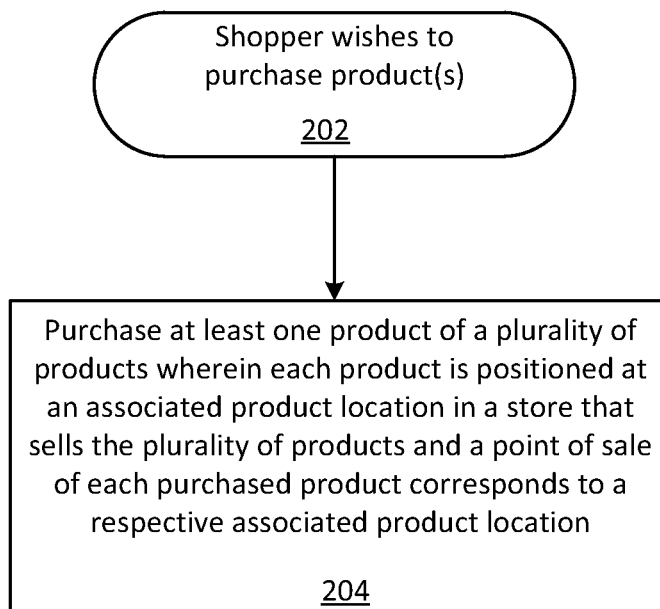 Shopper wishes to
purchase product(s)
202
Purchase at least one product of a plurality of
products wherein each product is positioned at
an associated product location in a store that
sells the plurality of products and a point of sale
of each purchased product corresponds to a
respective associated product location
204